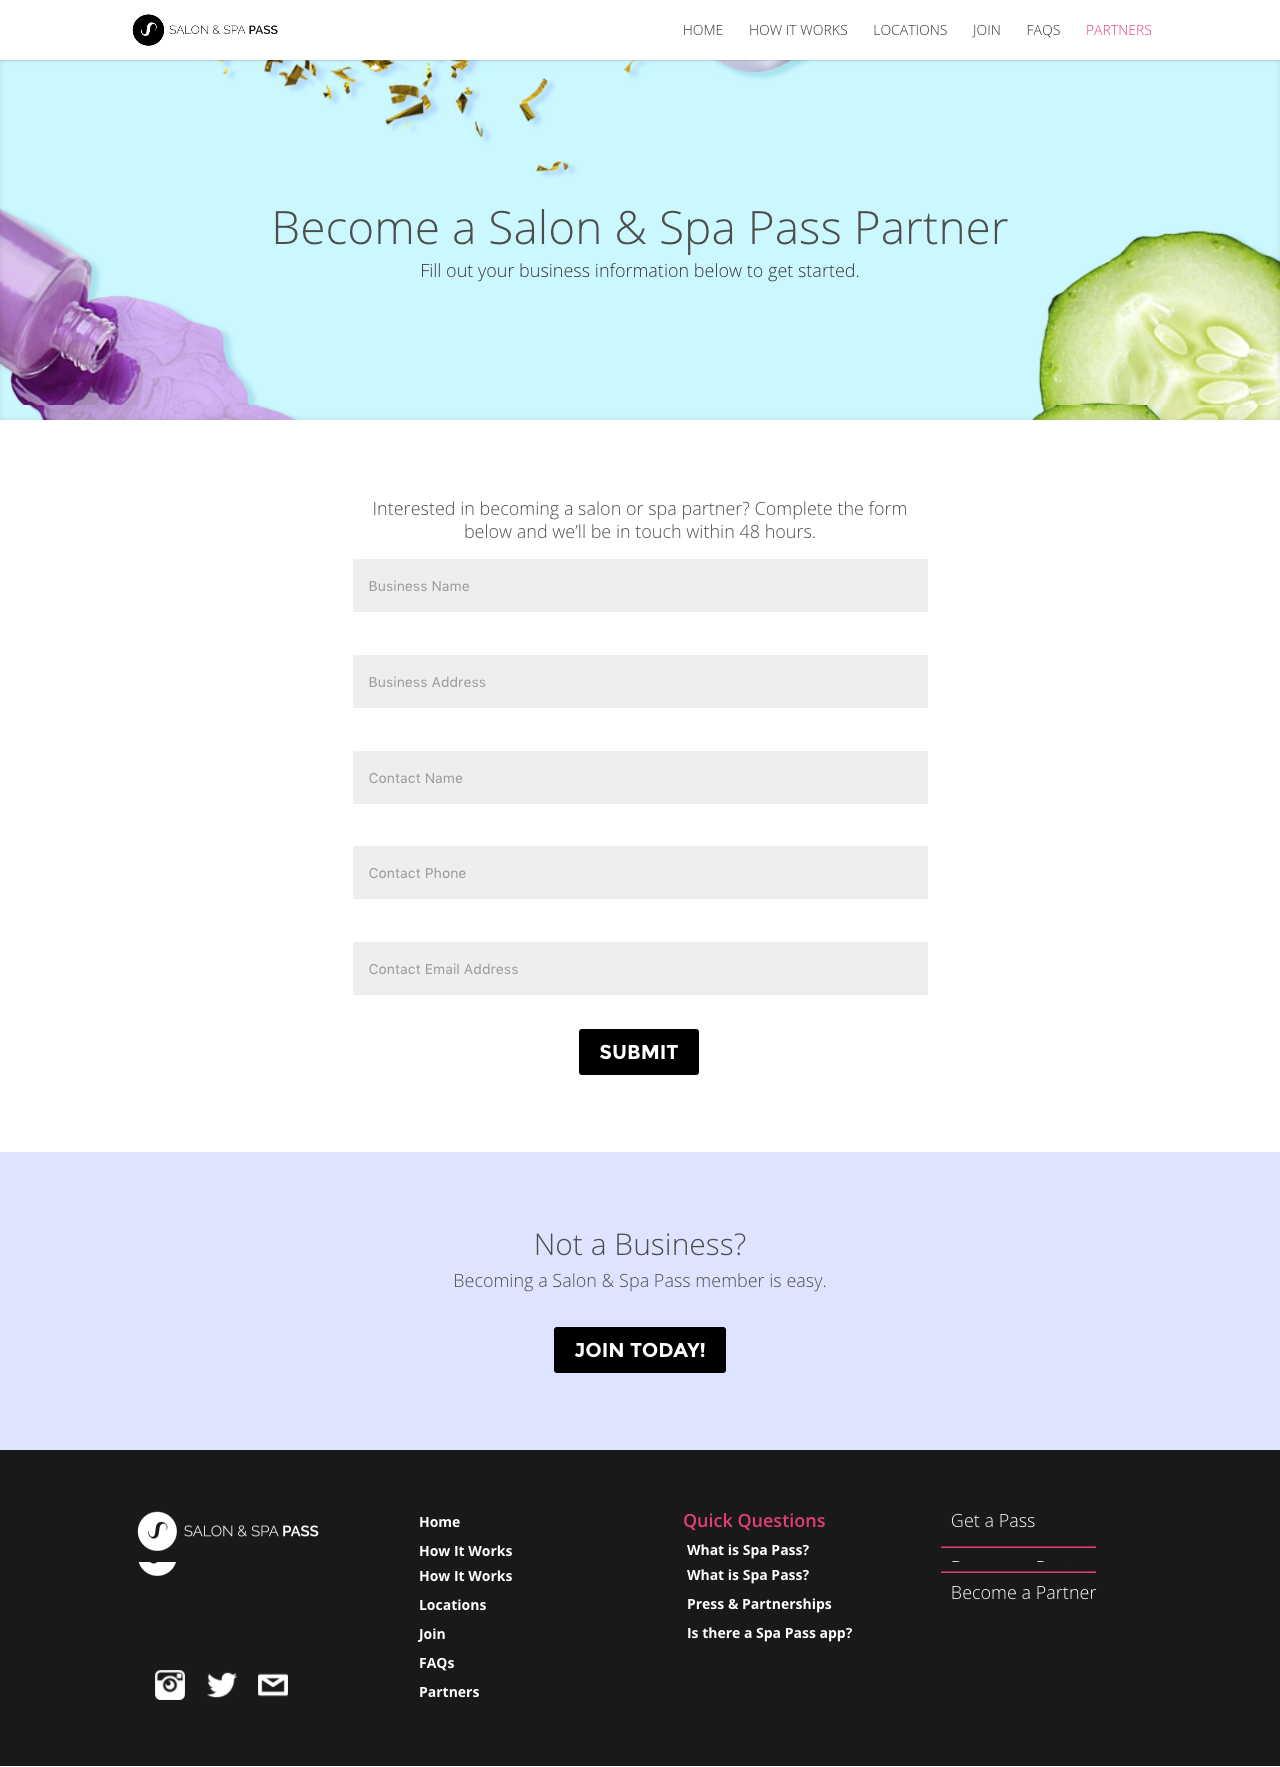 SALON & SPA PASS
HOME HOW IT WORKS LOCATIONS JOIN FAQS PARTNERS
Become a Salon & Spa Pass Partner
Fill out your business information below to get started.
Interested in becoming a salon or spa partner? Complete the form
below and we’ll be in touch within 48 hours.
Business Name
Business Address
Contact Name
Contact Phone
Contact Email Address
SUBMIT
Not a Business?
Becoming a Salon & Spa Pass member is easy.
JOIN TODAY!
SALON & SPA PASS
Home
How It Works
How It Works
Locations
Join
FAQs
Partners
Quick Questions
What is Spa Pass?
What is Spa Pass?
Press & Partnerships
Is there a Spa Pass app?
Get a Pass
Become a Partner